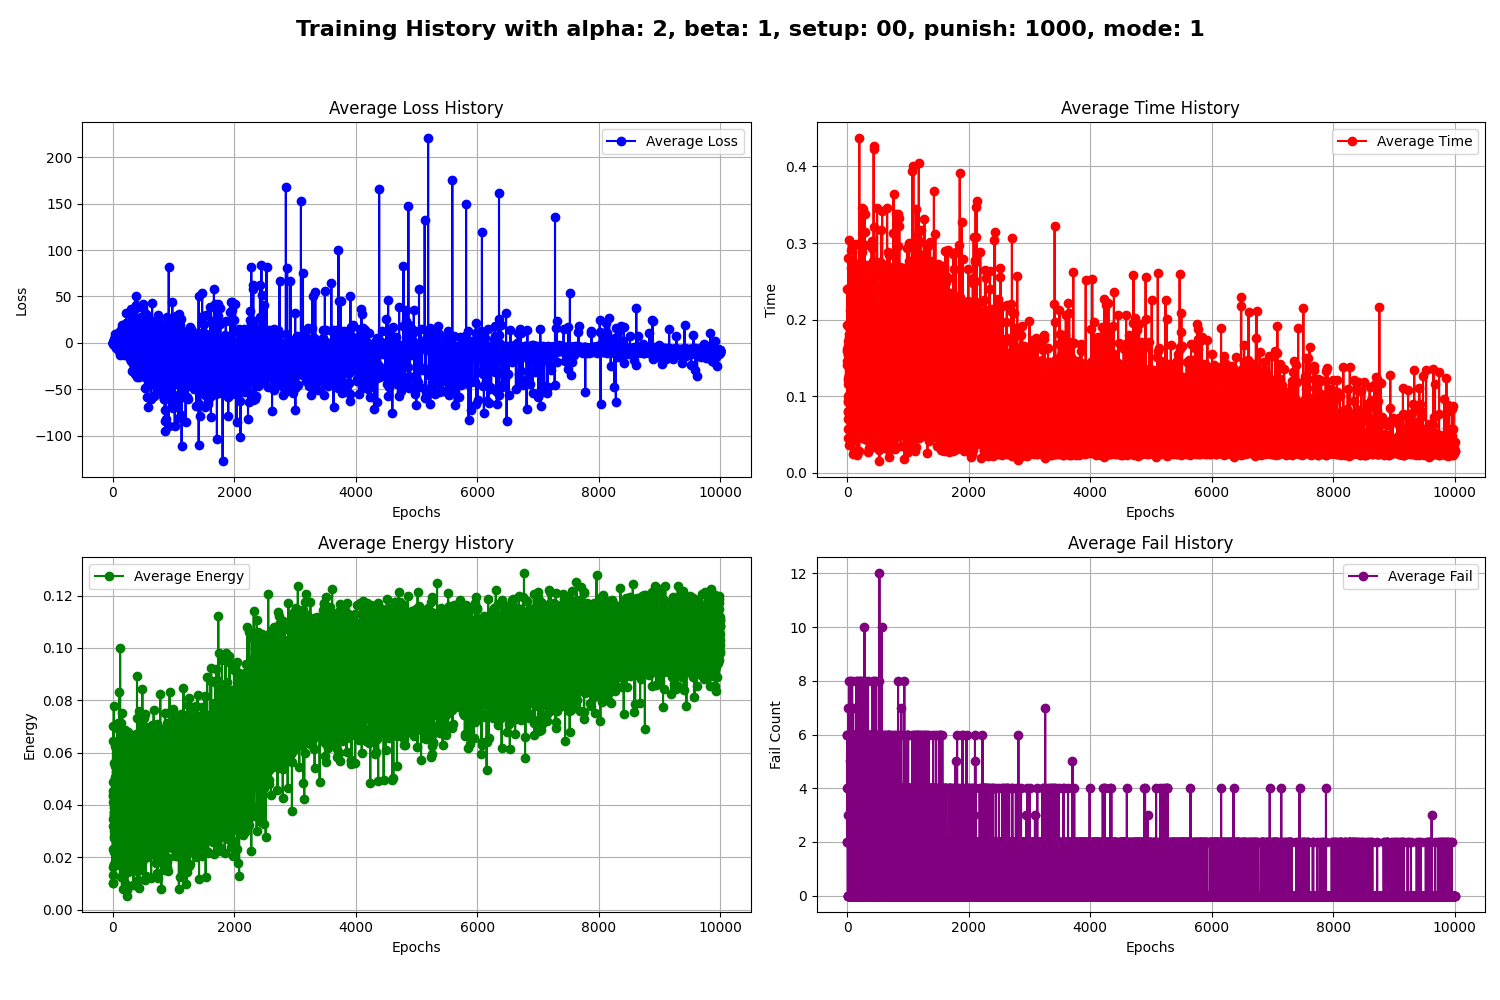 Training History with alpha: 2, beta: 1, setup: 00, punish: 1000, mode: 1
Average Loss History
Average Loss
Loss
200
150
100
50
0
−50
−100
0 2000 4000 6000 8000 10000
Epochs
Average Time History
Average Time
Time
0.4
0.3
0.2
0.1
0.0
0 2000 4000 6000 8000 10000
Epochs
Average Energy History
Average Energy
Energy
0.12
0.10
0.08
0.06
0.04
0.02
0.00
0 2000 4000 6000 8000 10000
Epochs
Average Fail History
Average Fail
Fail Count
12
10
8
6
4
2
0
0 2000 4000 6000 8000 10000
Epochs